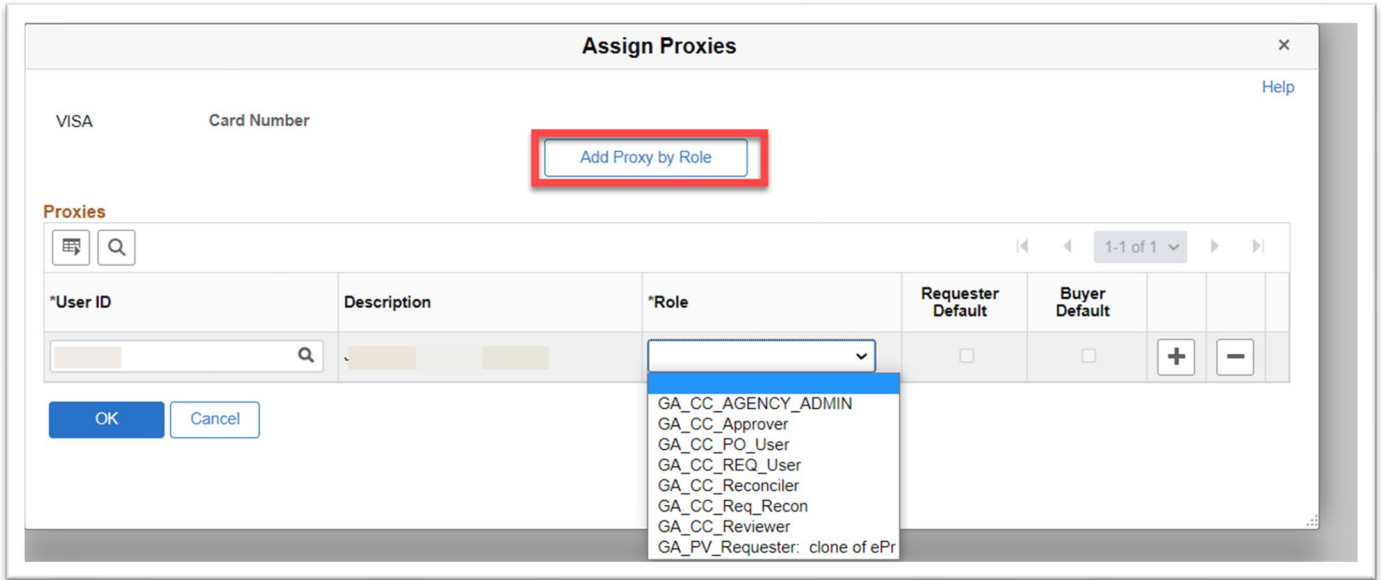 Assign Proxies
Help
VISA Card Number
Add Proxy by Role
Proxies
1-1 of 1
*User ID Description *Role Requester Default Buyer Default
OK Cancel
GA_CC_AGENCY_ADMIN
GA_CC_Approver
GA_CC_PO_User
GA_CC_REQ_User
GA_CC_Reconciler
GA_CC_Req_Recon
GA_CC_Reviewer
GA_PV_Requester: clone of ePr